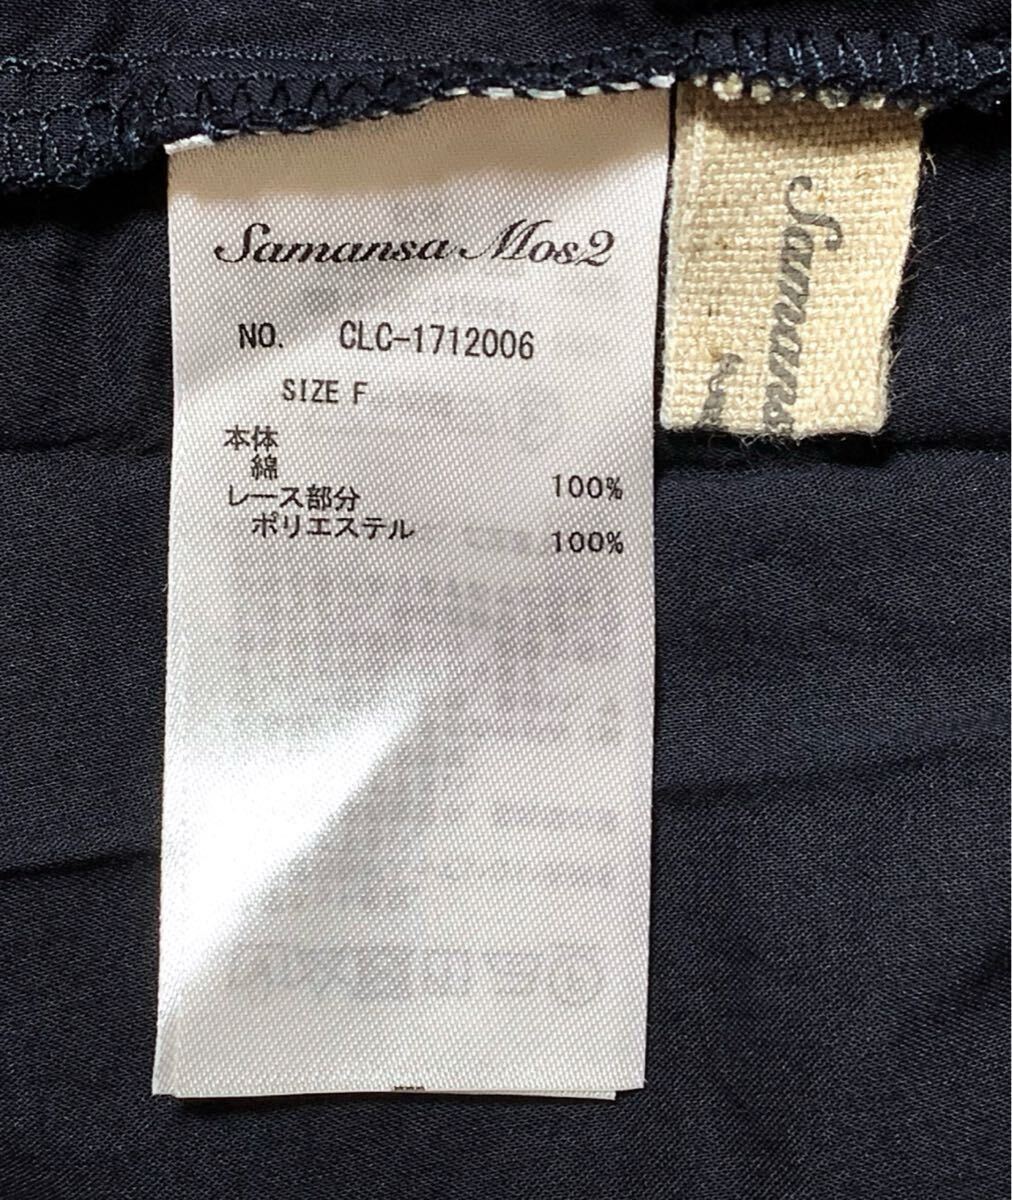 Samansa Mos2
NO. CLC-1712006
SIZE F
本体
綿 100%
レース部分
ポリエステル 100%
Samans